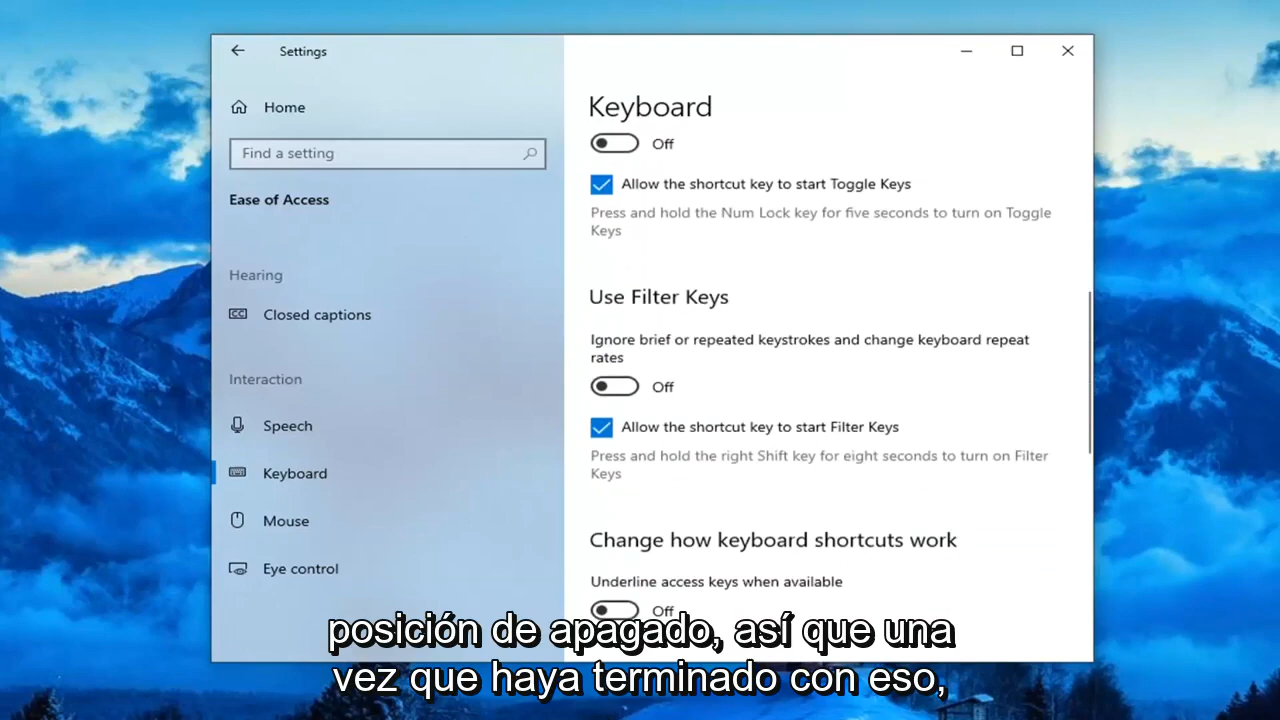 Settings
Home
Find a setting
Ease of Access
Hearing
Closed captions
Interaction
Speech
Keyboard
Mouse
Eye control
Keyboard
Off
Allow the shortcut key to start Toggle Keys
Press and hold the Num Lock key for five seconds to turn on Toggle
Keys
Use Filter Keys
Ignore brief or repeated keystrokes and change keyboard repeat
rates
Off
Allow the shortcut key to start Filter Keys
Press and hold the right Shift key for eight seconds to turn on Filter
Keys
Change how keyboard shortcuts work
Underline access keys when available
Off
posición de apagado, así que una
vez que haya terminado con eso,